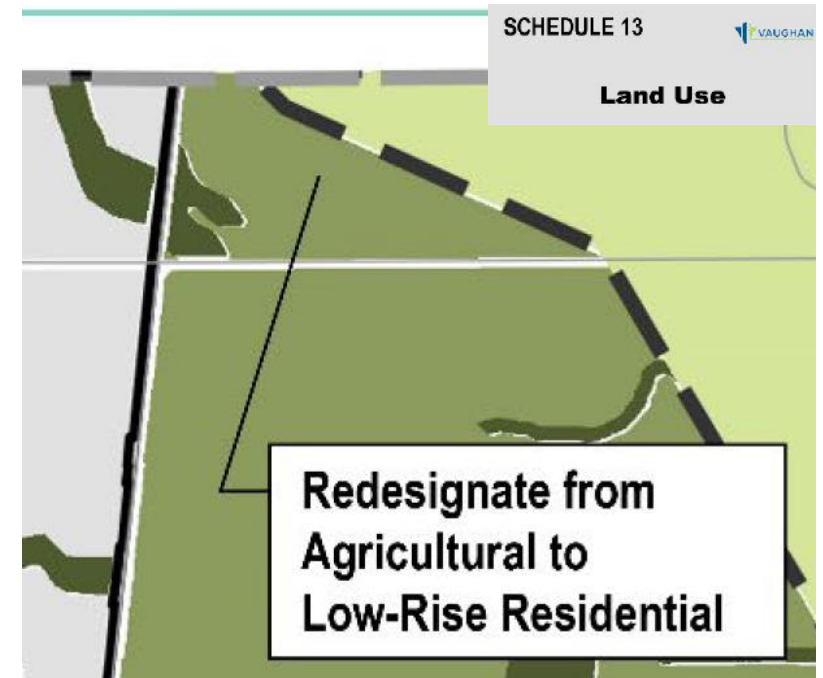 SCHEDULE 13
VAUGHAN
Land Use
Redesignate from
Agricultural to
Low-Rise Residential